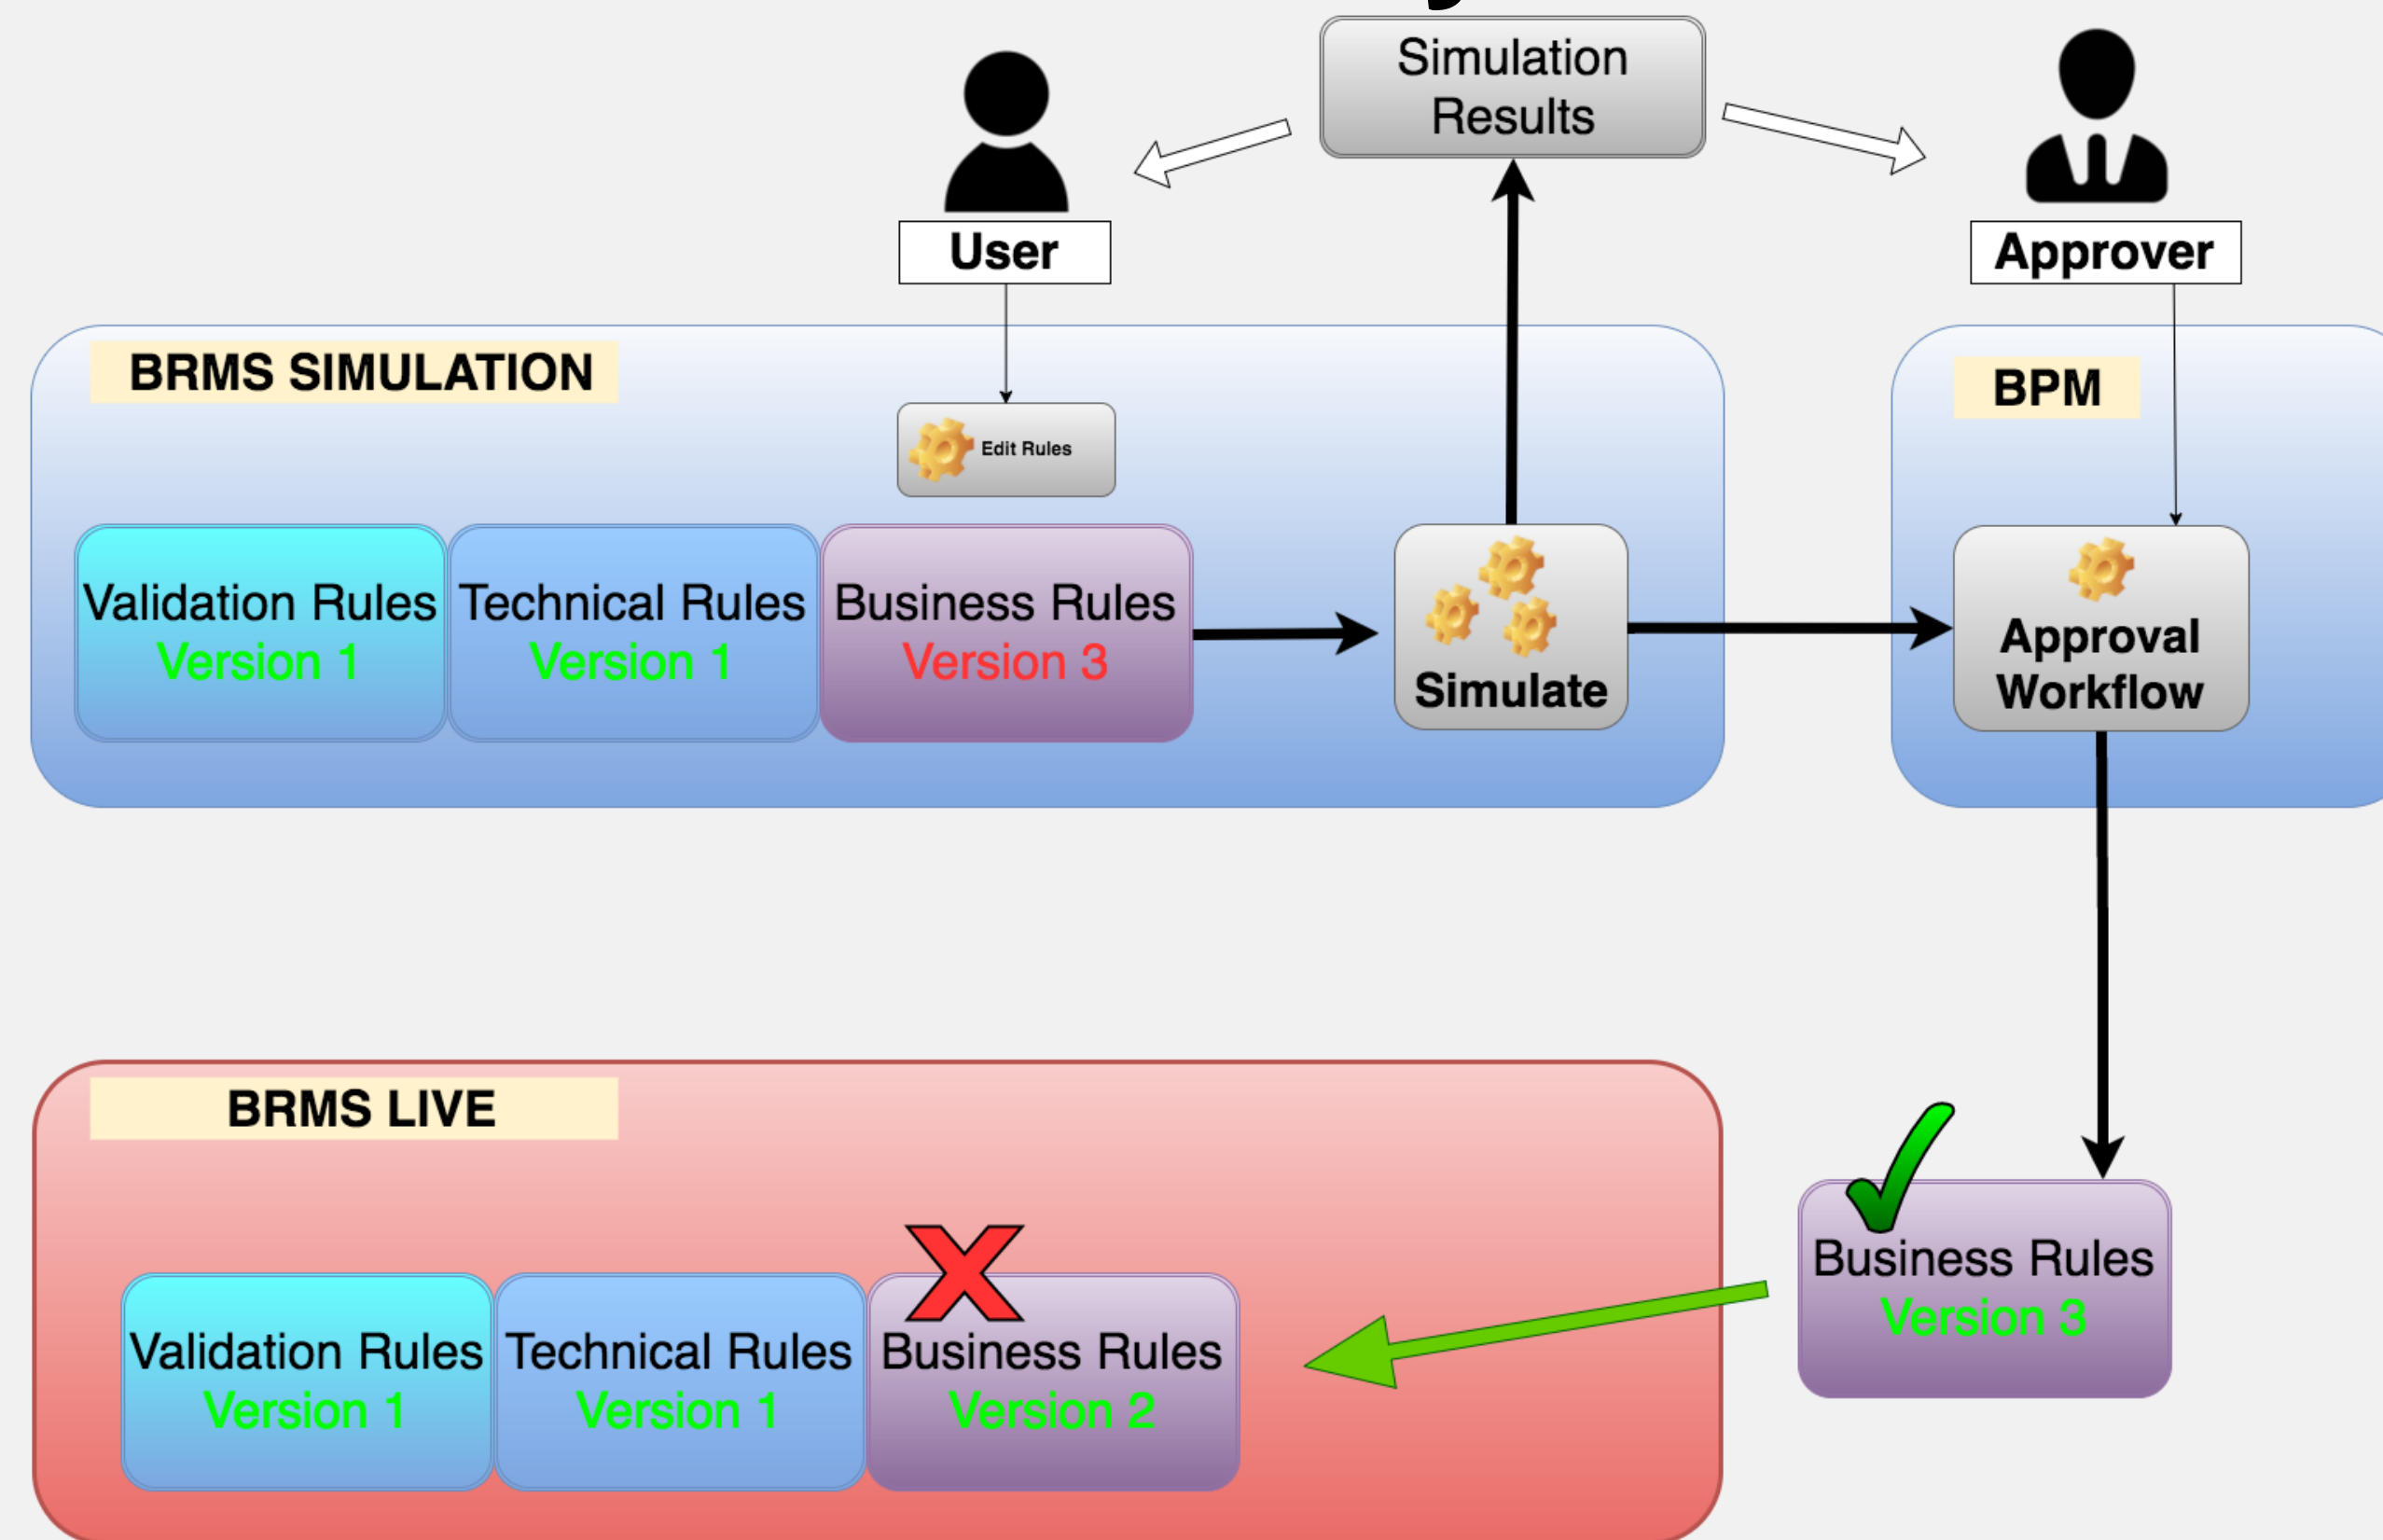 Simulation
Results
User
Approver
BRMS SIMULATION
BPM
Edit Rules
Validation Rules
Version 1
Technical Rules
Version 1
Business Rules
Version 3
Simulate
Approval
Workflow
BRMS LIVE
Validation Rules
Version 1
Technical Rules
Version 1
Business Rules
Version 2
Business Rules
Version 3